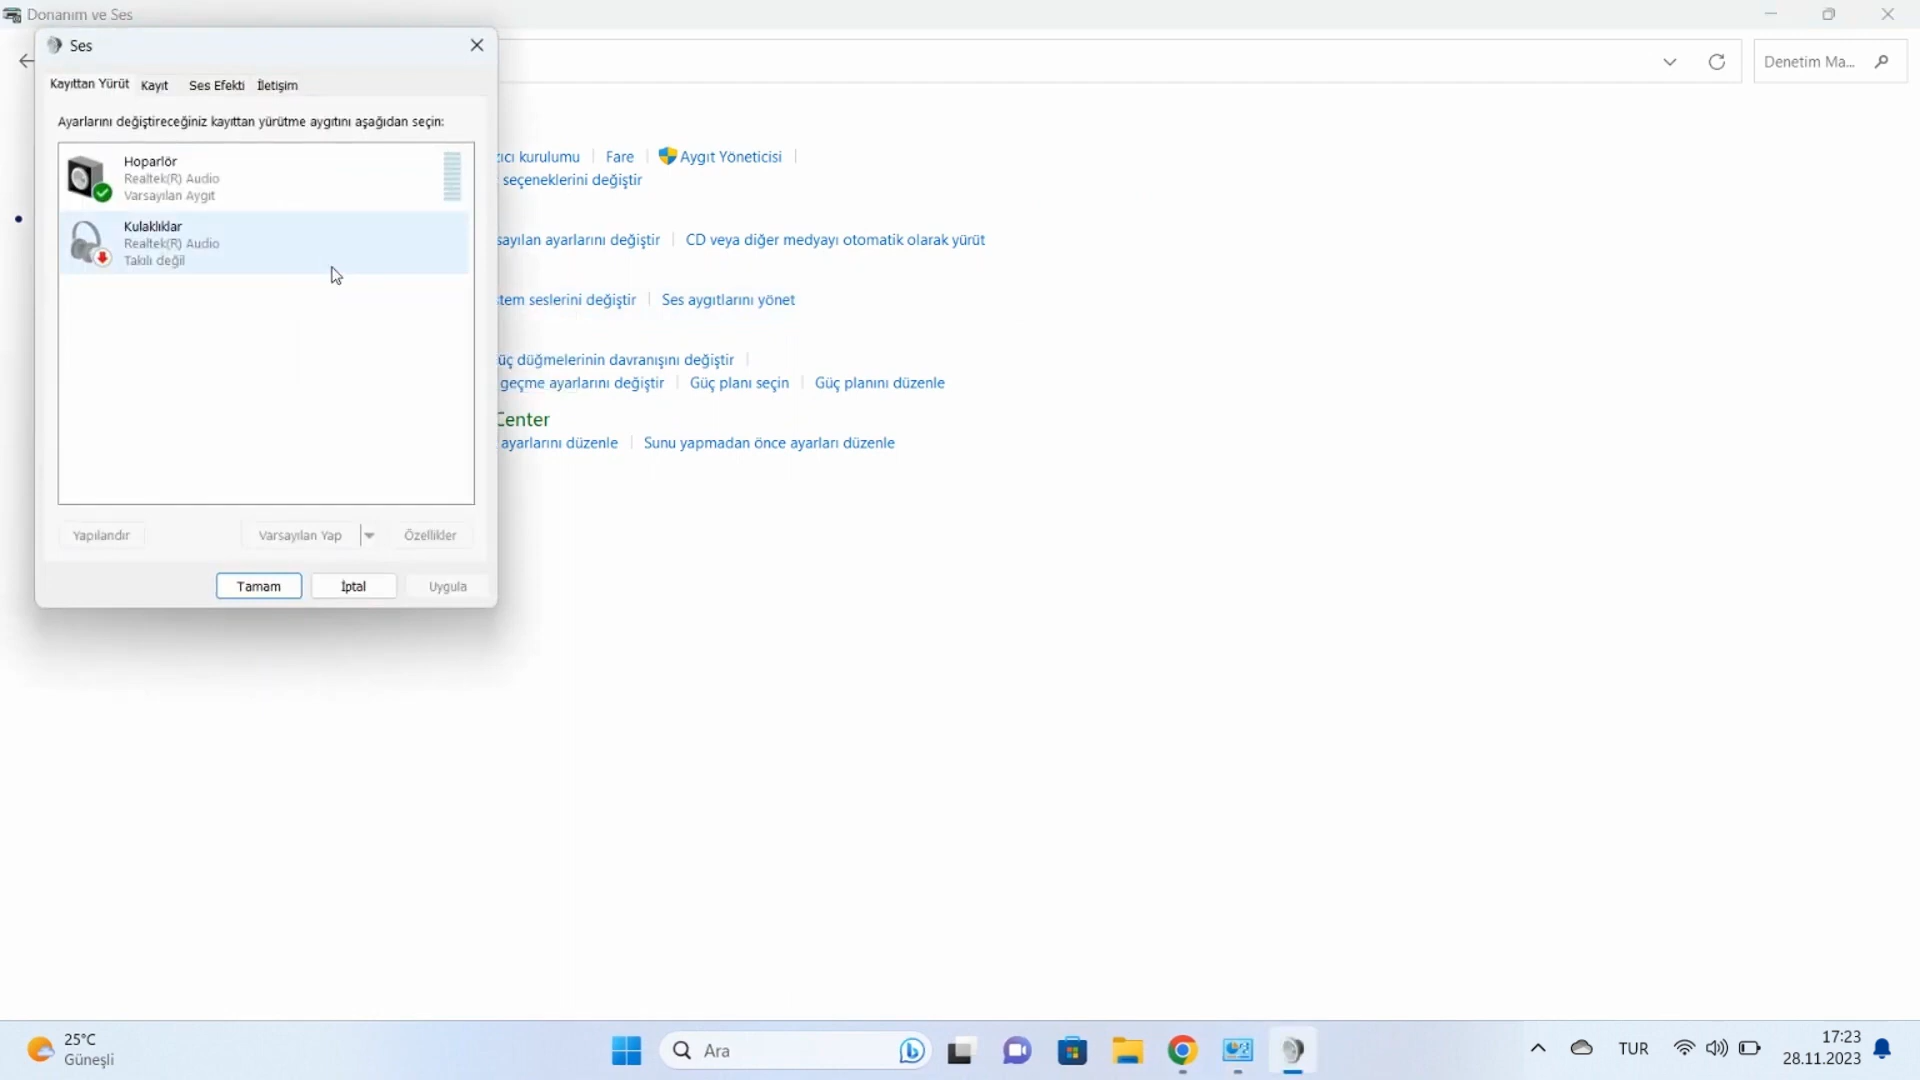 Donanım ve Ses
Denetim Ma...
Ses
Kayıttan Yürüt Kayıt Ses Efekti İletişim
Ayarlarını değiştireceğiniz kayıttan yürütme aygıtını aşağıdan seçin:
Hoparlör
Realtek(R) Audio
Varsayılan Aygıt
Kulaklıklar
Realtek(R) Audio
Takılı değil
Yapılandır Varsayılan Yap Özellikler
Tamam İptal Uygula
kurulumu Fare Aygıt Yöneticisi
seçeneklerini değiştir
ayarlarını değiştir CD veya diğer medyayı otomatik olarak yürüt
seslerini değiştir Ses aygıtlarını yönet
düğmelerinin davranışını değiştir
geçme ayarlarını değiştir Güç planı seçin Güç planını düzenle
Center
ayarlarını düzenle Sunu yapmadan önce ayarları düzenle
25°C
Güneşli
Ara
TUR
17:23
28.11.2023